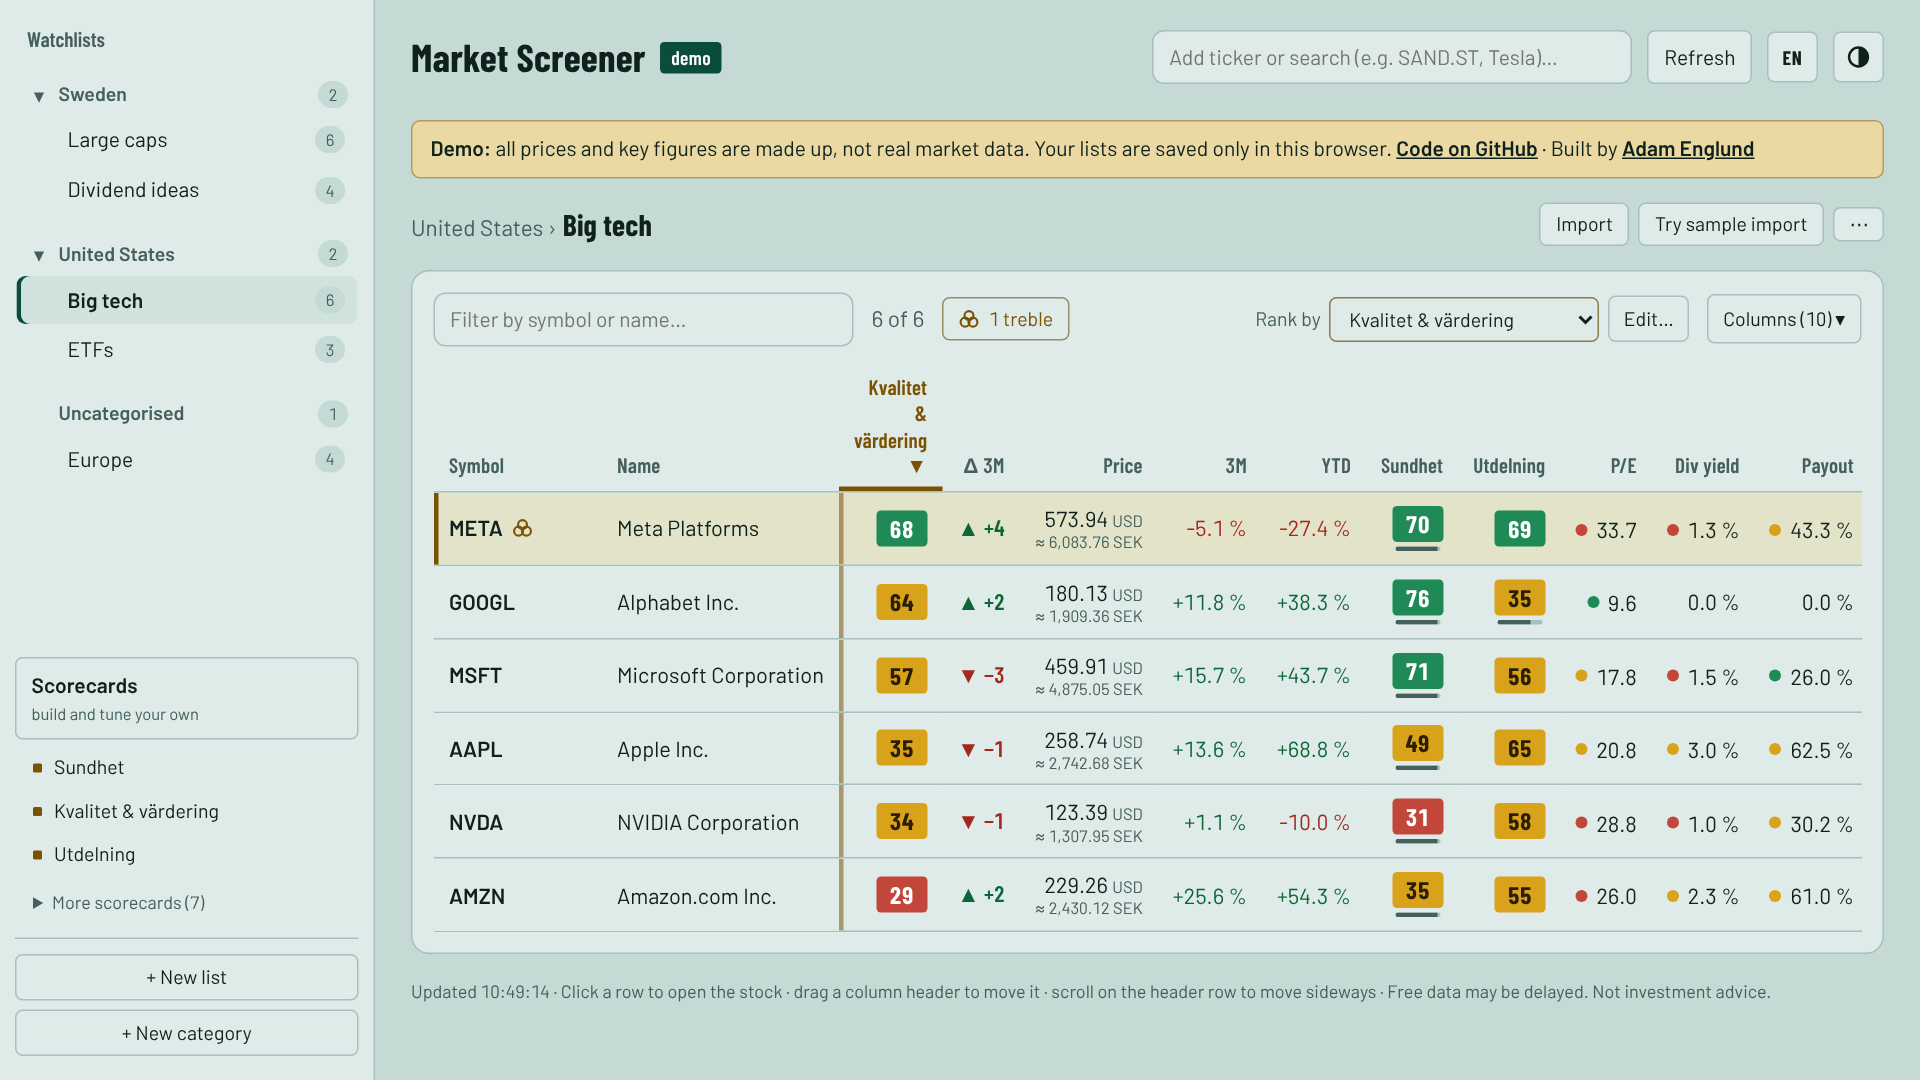 Watchlists
▼ Sweden 2
Large caps 6
Dividend ideas 4
▼ United States 2
Big tech 6
ETFs 3
Uncategorised 1
Europe 4
Scorecards
build and tune your own
Sundhet
Kvalitet & värdering
Utdelning
▶ More scorecards (7)
+ New list
+ New category
Market Screener demo
Add ticker or search (e.g. SAND.ST, Tesla)...
Refresh
EN
Demo: all prices and key figures are made up, not real market data. Your lists are saved only in this browser. Code on GitHub · Built by Adam Englund
United States › Big tech
Import
Try sample import
⋯
Filter by symbol or name...
6 of 6
1 treble
Rank by
Kvalitet & värdering
Edit...
Columns (10) ▾
Symbol Name Kvalitet & värdering ▼ Δ 3M Price 3M YTD Sundhet Utdelning P/E Div yield Payout
META Meta Platforms 68 ▲ +4 573.94 USD ≈ 6,083.76 SEK -5.1 % -27.4 % 70 69 33.7 1.3 % 43.3 %
GOOGL Alphabet Inc. 64 ▲ +2 180.13 USD ≈ 1,909.36 SEK +11.8 % +38.3 % 76 35 9.6 0.0 % 0.0 %
MSFT Microsoft Corporation 57 ▼ −3 459.91 USD ≈ 4,875.05 SEK +15.7 % +43.7 % 71 56 17.8 1.5 % 26.0 %
AAPL Apple Inc. 35 ▼ −1 258.74 USD ≈ 2,742.68 SEK +13.6 % +68.8 % 49 65 20.8 3.0 % 62.5 %
NVDA NVIDIA Corporation 34 ▼ −1 123.39 USD ≈ 1,307.95 SEK +1.1 % -10.0 % 31 58 28.8 1.0 % 30.2 %
AMZN Amazon.com Inc. 29 ▲ +2 229.26 USD ≈ 2,430.12 SEK +25.6 % +54.3 % 35 55 26.0 2.3 % 61.0 %
Updated 10:49:14 · Click a row to open the stock · drag a column header to move it · scroll on the header row to move sideways · Free data may be delayed. Not investment advice.